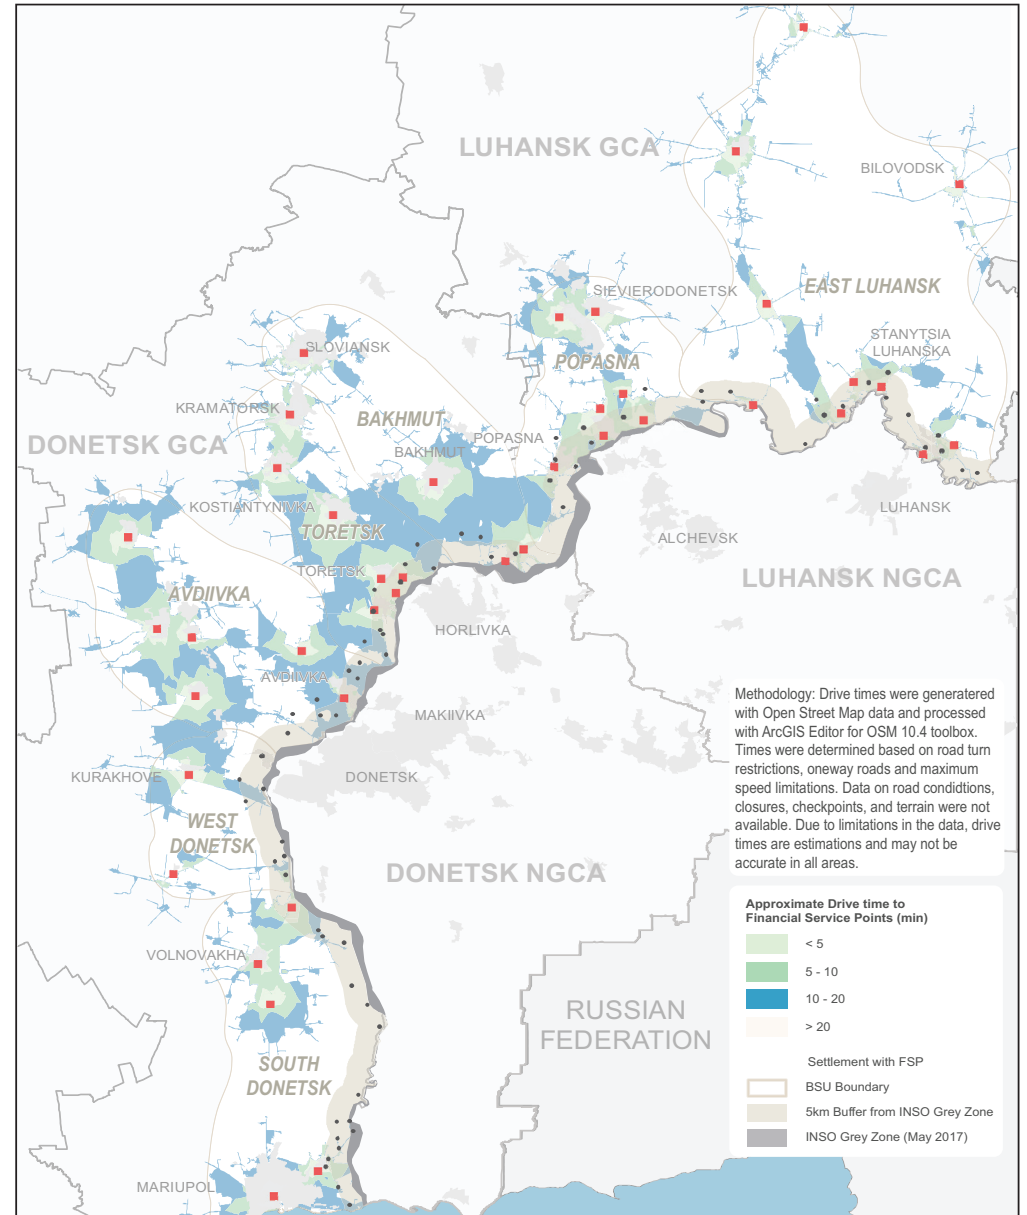 LUHANSK GCA
BILOVODSK
EAST LUHANSK
SIEVIERODONETSK
STANYTSIA
LUHANSKA
SLOVIANSK
POPASNA
KRAMATORSK
BAKHMUT
DONETSK GCA
POPASNA
BAKHMUT
KOSTIANTYNIVKA
LUHANSK
TORETSK
ALCHEVSK
TORETSK
LUHANSK NGCA
AVDIIVKA
HORLIVKA
AVDIIVKA
MAKIIVKA
KURAKHOVE
DONETSK
WEST
DONETSK
DONETSK NGCA
VOLNOVAKHA
RUSSIAN
FEDERATION
SOUTH
DONETSK
MARIUPOL
Methodology: Drive times were generatered
with Open Street Map data and processed
with ArcGIS Editor for OSM 10.4 toolbox.
Times were determined based on road turn
restrictions, oneway roads and maximum
speed limitations. Data on road condidtions,
closures, checkpoints, and terrain were not
available. Due to limitations in the data, drive
times are estimations and may not be
accurate in all areas.
Approximate Drive time to
Financial Service Points (min)
< 5
5 - 10
10 - 20
> 20
Settlement with FSP
BSU Boundary
5km Buffer from INSO Grey Zone
INSO Grey Zone (May 2017)